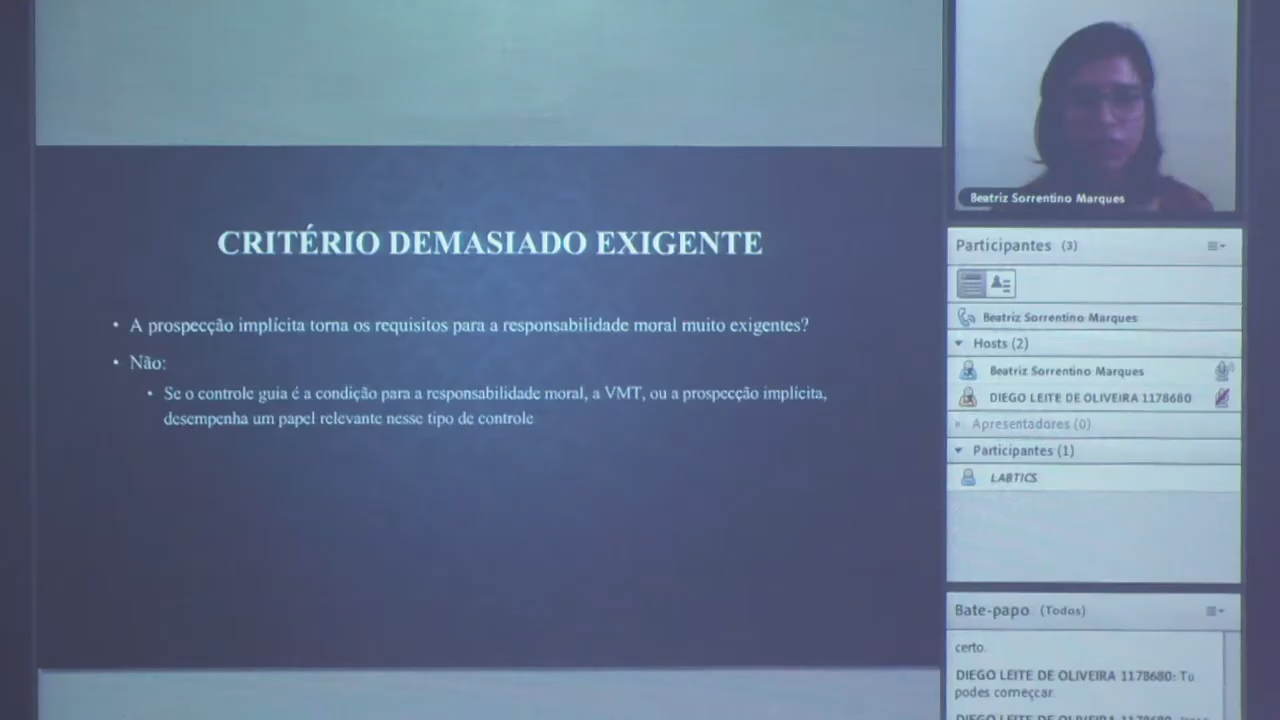 CRITÉRIO DEMASIADO EXIGENTE
• A prospecção implícita torna os requisitos para a responsabilidade moral muito exigentes?
• Não:
• Se o controle guia é a condição para a responsabilidade moral, a VMT, ou a prospecção implícita,
desempenha um papel relevante nesse tipo de controle
Beatriz Sorrentino Marques
Participantes (3)
Beatriz Sorrentino Marques
Hosts (2)
Beatriz Sorrentino Marques
DIEGO LEITE DE OLIVEIRA 1178680
Apresentadores (0)
Participantes (1)
LABTICS
Bate-papo (Todos)
certo.
DIEGO LEITE DE OLIVEIRA 1178680: Tu
podes começcar
DIEGO LEITE DE OLIVEIRA 1178680: